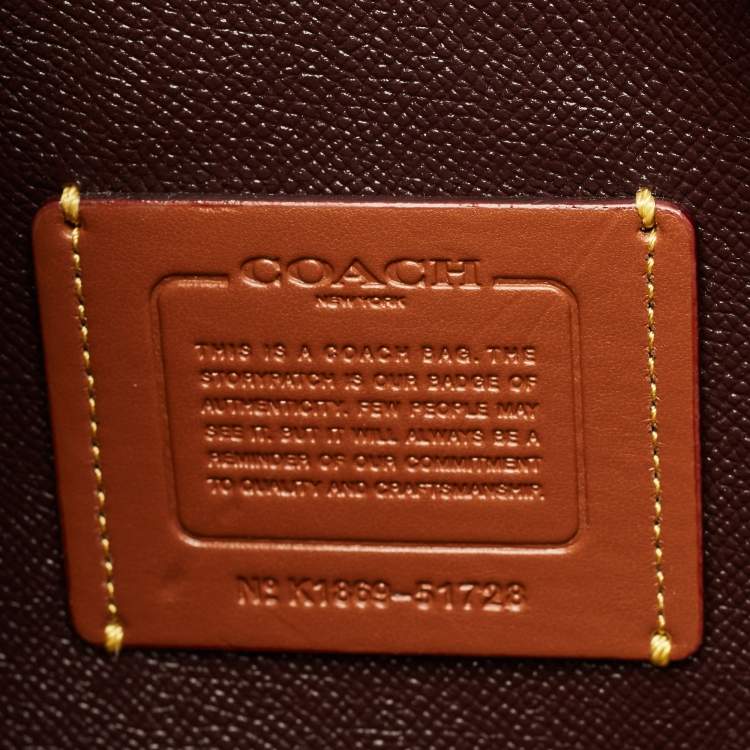 COACH
NEW YORK
THIS IS A COACH BAG. THE
STORYPATCH IS OUR BADGE OF
AUTHENTICITY. FEW PEOPLE MAY
SEE IT. BUT IT WILL ALWAYS BE A
REMINDER OF OUR COMMITMENT
TO QUALITY AND CRAFTSMANSHIP.
Nº K1869-51728